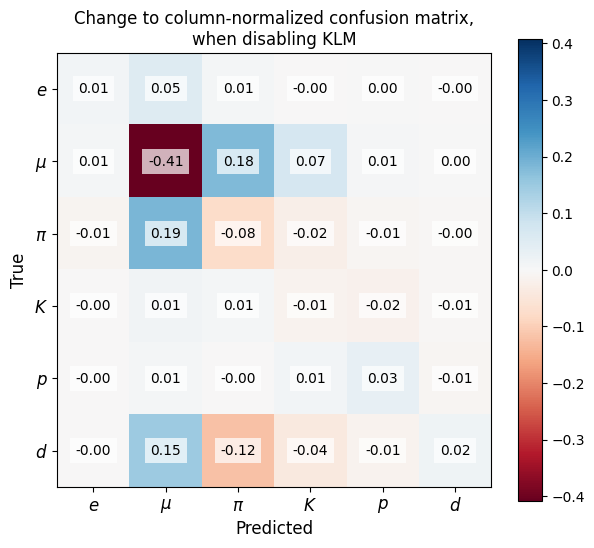 Change to column-normalized confusion matrix,
when disabling KLM
e 0.01 0.05 0.01 -0.00 0.00 -0.00
μ 0.01 -0.41 0.18 0.07 0.01 0.00
π -0.01 0.19 -0.08 -0.02 -0.01 -0.00
K -0.00 0.01 0.01 -0.01 -0.02 -0.01
p -0.00 0.01 -0.00 0.01 0.03 -0.01
d -0.00 0.15 -0.12 -0.04 -0.01 0.02
e μ π K p d
Predicted
True
0.4
0.3
0.2
0.1
0.0
−0.1
−0.2
−0.3
−0.4